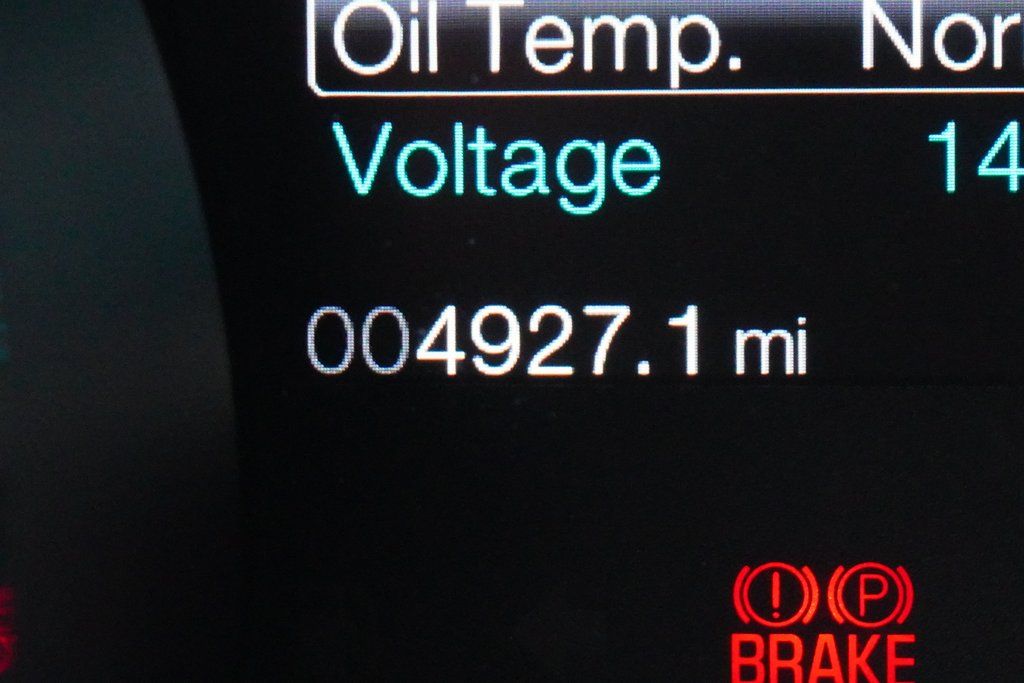 Oil Temp. Nor
Voltage 14
004927.1 mi
! P
BRAKE